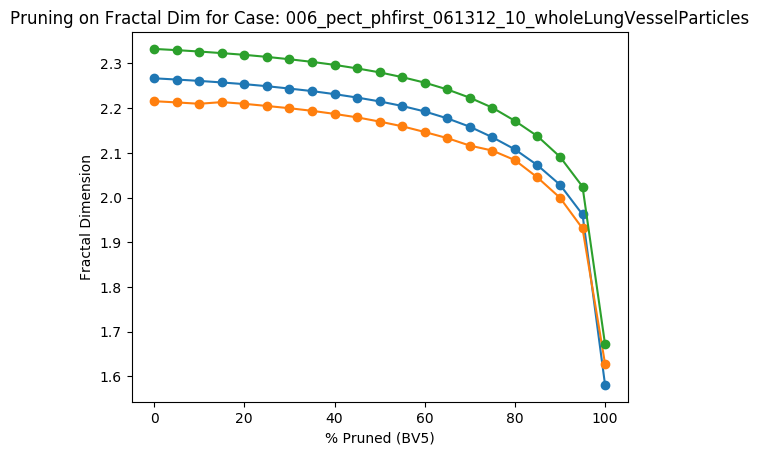 Pruning on Fractal Dim for Case: 006_pect_phfirst_061312_10_wholeLungVesselParticles
Fractal Dimension
2.3
2.2
2.1
2.0
1.9
1.8
1.7
1.6
0 20 40 60 80 100
% Pruned (BV5)